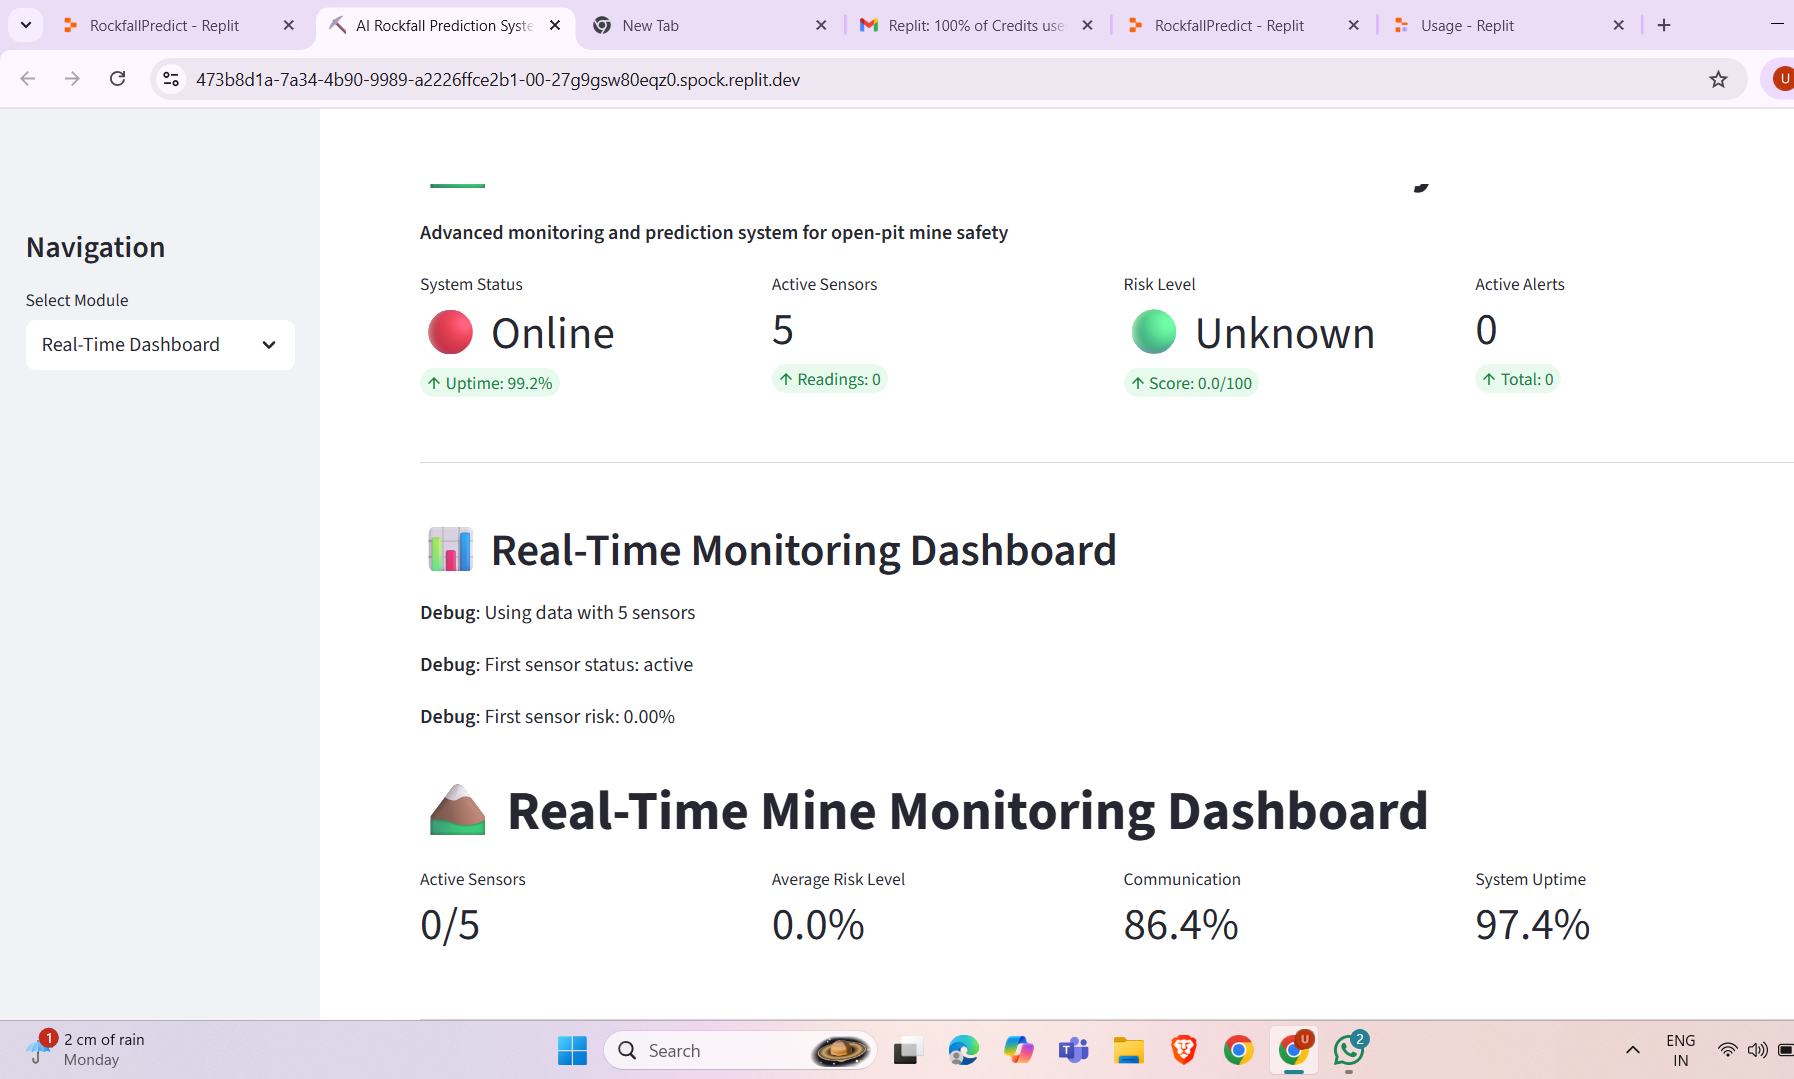 RockfallPredict - Replit
AI Rockfall Prediction Syste
New Tab
Replit: 100% of Credits use
RockfallPredict - Replit
Usage - Replit
473b8d1a-7a34-4b90-9989-a2226ffce2b1-00-27g9gsw80eqz0.spock.replit.dev
U
Navigation
Select Module
Real-Time Dashboard
Advanced monitoring and prediction system for open-pit mine safety
System Status
Online
↑ Uptime: 99.2%
Active Sensors
5
↑ Readings: 0
Risk Level
Unknown
↑ Score: 0.0/100
Active Alerts
0
↑ Total: 0
Real-Time Monitoring Dashboard
Debug: Using data with 5 sensors
Debug: First sensor status: active
Debug: First sensor risk: 0.00%
Real-Time Mine Monitoring Dashboard
Active Sensors
0/5
Average Risk Level
0.0%
Communication
86.4%
System Uptime
97.4%
1
2 cm of rain
Monday
Search
U
2
ENG
IN